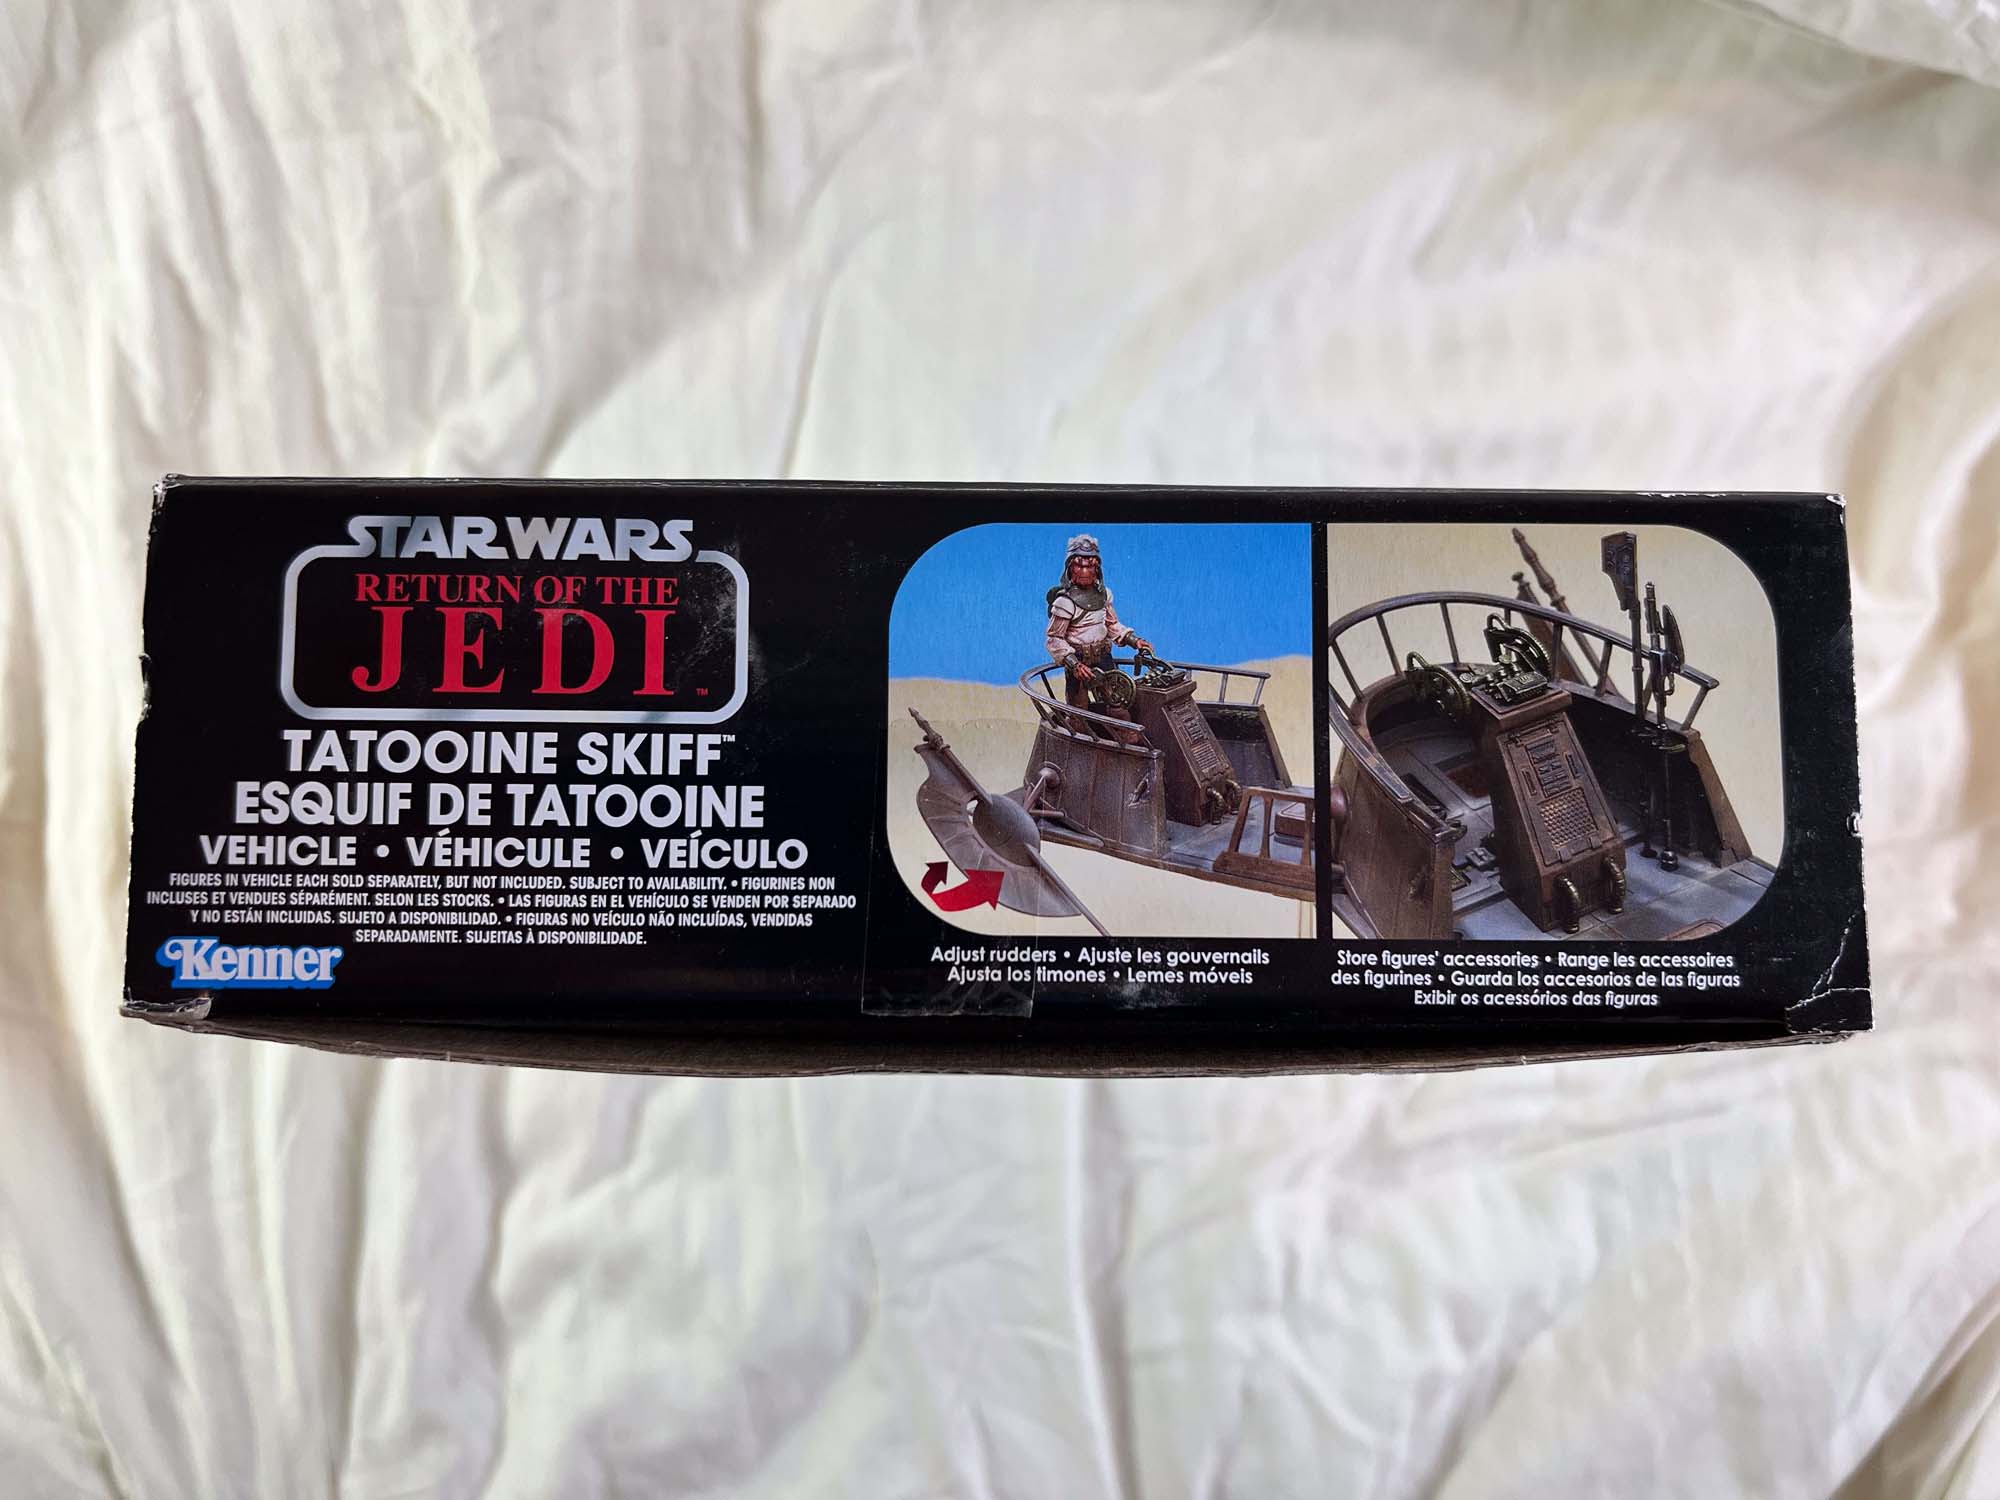 STAR WARS
RETURN OF THE
JEDI™
TATOOINE SKIFF™
ESQUIF DE TATOOINE
VEHICLE • VÉHICULE • VEÍCULO
FIGURES IN VEHICLE EACH SOLD SEPARATELY, BUT NOT INCLUDED. SUBJECT TO AVAILABILITY. • FIGURINES NON
INCLUSES ET VENDUES SÉPARÉMENT. SELON LES STOCKS. • LAS FIGURAS EN EL VEHÍCULO SE VENDEN POR SEPARADO
Y NO ESTÁN INCLUIDAS. SUJETO A DISPONIBILIDAD. • FIGURAS NO VEÍCULO NÃO INCLUÍDAS, VENDIDAS
SEPARADAMENTE. SUJEITAS À DISPONIBILIDADE.
Kenner
Adjust rudders • Ajuste les gouvernails
Ajusta los timones • Lemes móveis
Store figures' accessories • Range les accessoires
des figurines • Guarda los accesorios de las figuras
Exibir os acessórios das figuras